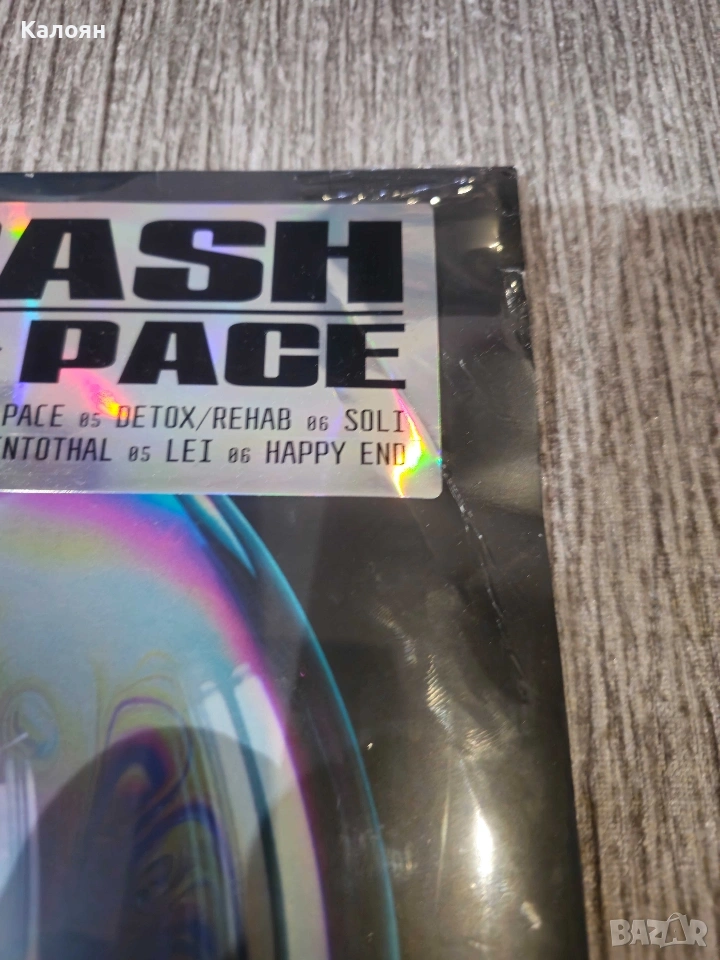 Калоян
ASH
PACE
PACE 05 DETOX/REHAB 06 SOLI
NTOTHAL 05 LEI 06 HAPPY END
BAZAR